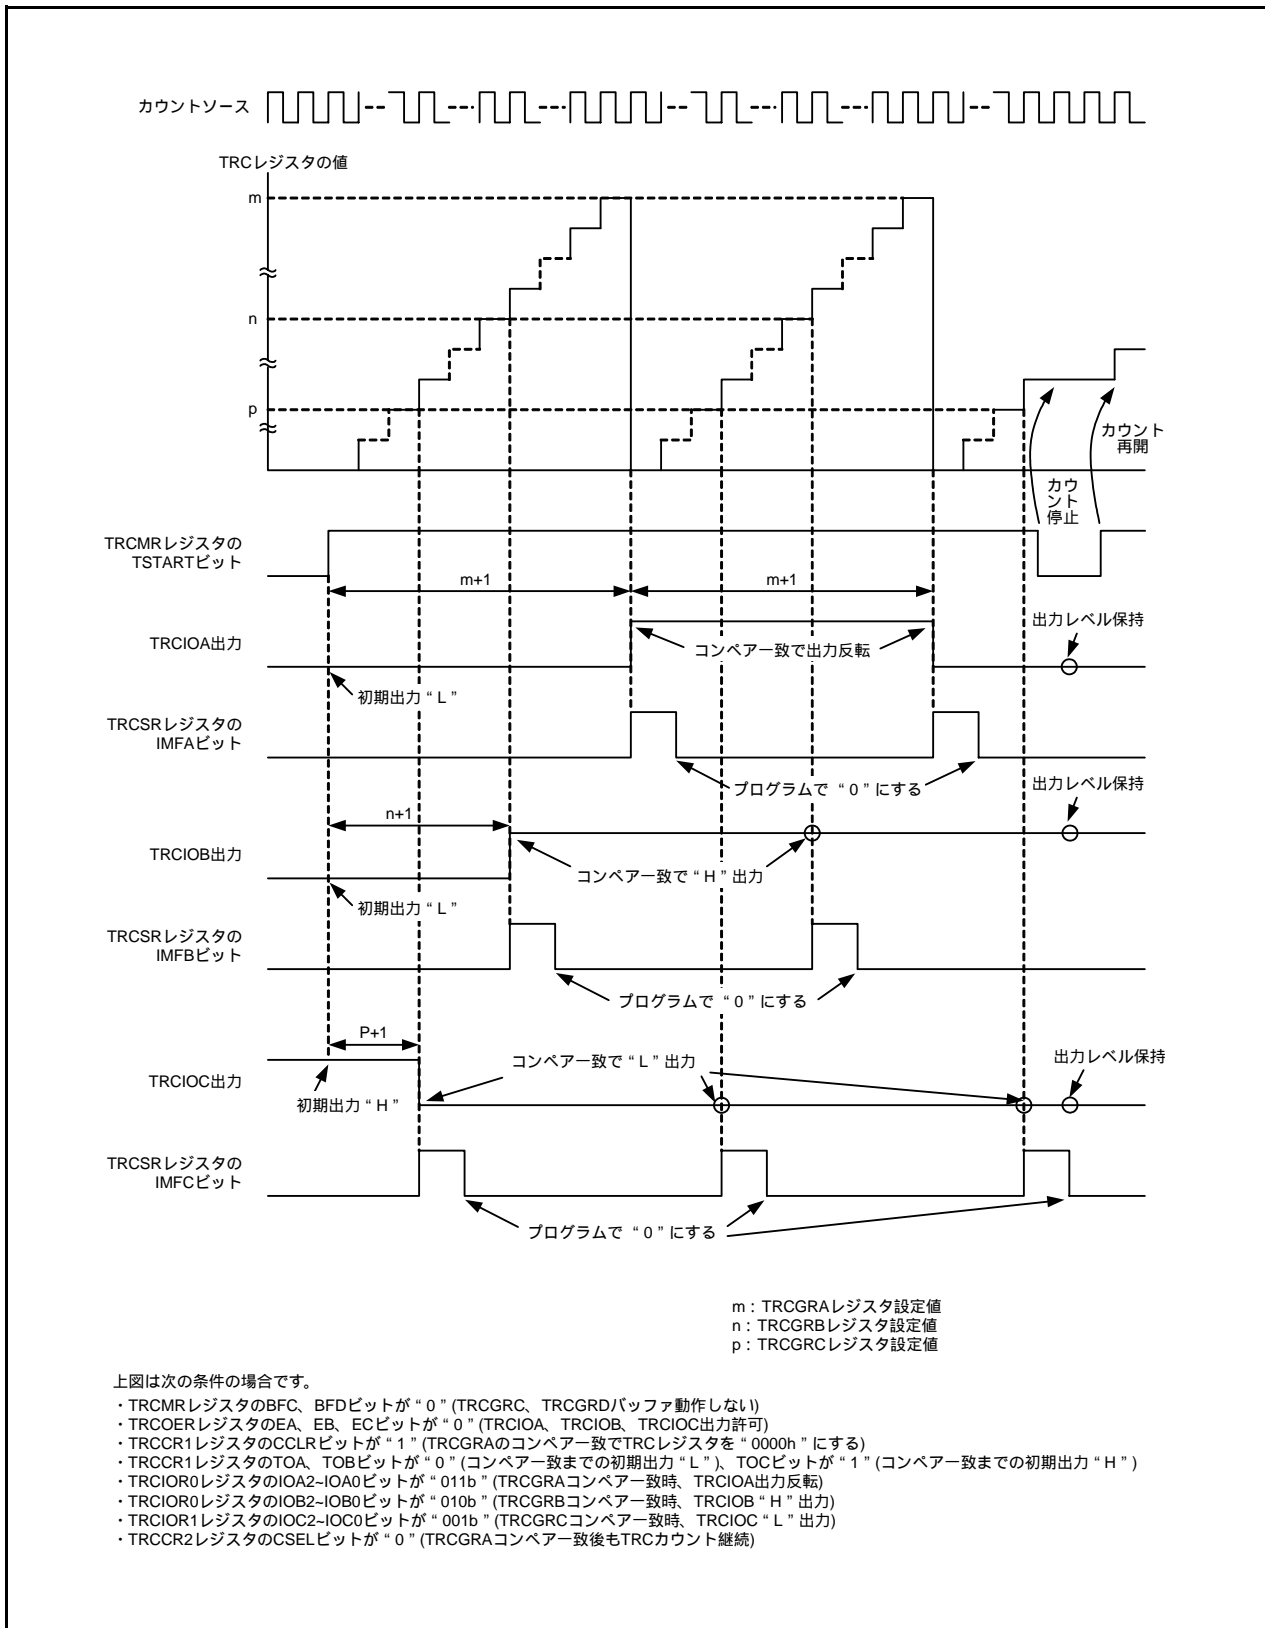 カウントソース
TRCレジスタの値
m
n
p
カウント
再開
カウ
ント
停止
TRCMRレジスタの
TSTARTビット
m+1
m+1
出力レベル保持
TRCIOA出力
コンペア一致で出力反転
初期出力 “ L ”
TRCSRレジスタの
IMFAビット
プログラムで “ 0 ” にする
出力レベル保持
n+1
TRCIOB出力
コンペア一致で “ H ” 出力
初期出力 “ L ”
TRCSRレジスタの
IMFBビット
プログラムで “ 0 ” にする
P+1
コンペア一致で “ L ” 出力
出力レベル保持
TRCIOC出力
初期出力 “ H ”
TRCSRレジスタの
IMFCビット
プログラムで “ 0 ” にする
m : TRCGRAレジスタ設定値
n : TRCGRBレジスタ設定値
p : TRCGRCレジスタ設定値
上図は次の条件の場合です。
・TRCMRレジスタのBFC、BFDビットが “ 0 ” (TRCGRC、TRCGRDバッファ動作しない)
・TRCOERレジスタのEA、EB、ECビットが “ 0 ” (TRCIOA、TRCIOB、TRCIOC出力許可)
・TRCCR1レジスタのCCLRビットが “ 1 ” (TRCGRAのコンペア一致でTRCレジスタを “ 0000h ” にする)
・TRCCR1レジスタのTOA、TOBビットが “ 0 ” (コンペア一致までの初期出力 “ L ” )、TOCビットが “ 1 ” (コンペア一致までの初期出力 “ H ” )
・TRCIOR0レジスタのIOA2~IOA0ビットが “ 011b ” (TRCGRAコンペア一致時、TRCIOA出力反転)
・TRCIOR0レジスタのIOB2~IOB0ビットが “ 010b ” (TRCGRBコンペア一致時、TRCIOB “ H ” 出力)
・TRCIOR1レジスタのIOC2~IOC0ビットが “ 001b ” (TRCGRCコンペア一致時、TRCIOC “ L ” 出力)
・TRCCR2レジスタのCSELビットが “ 0 ” (TRCGRAコンペア一致後もTRCカウント継続)